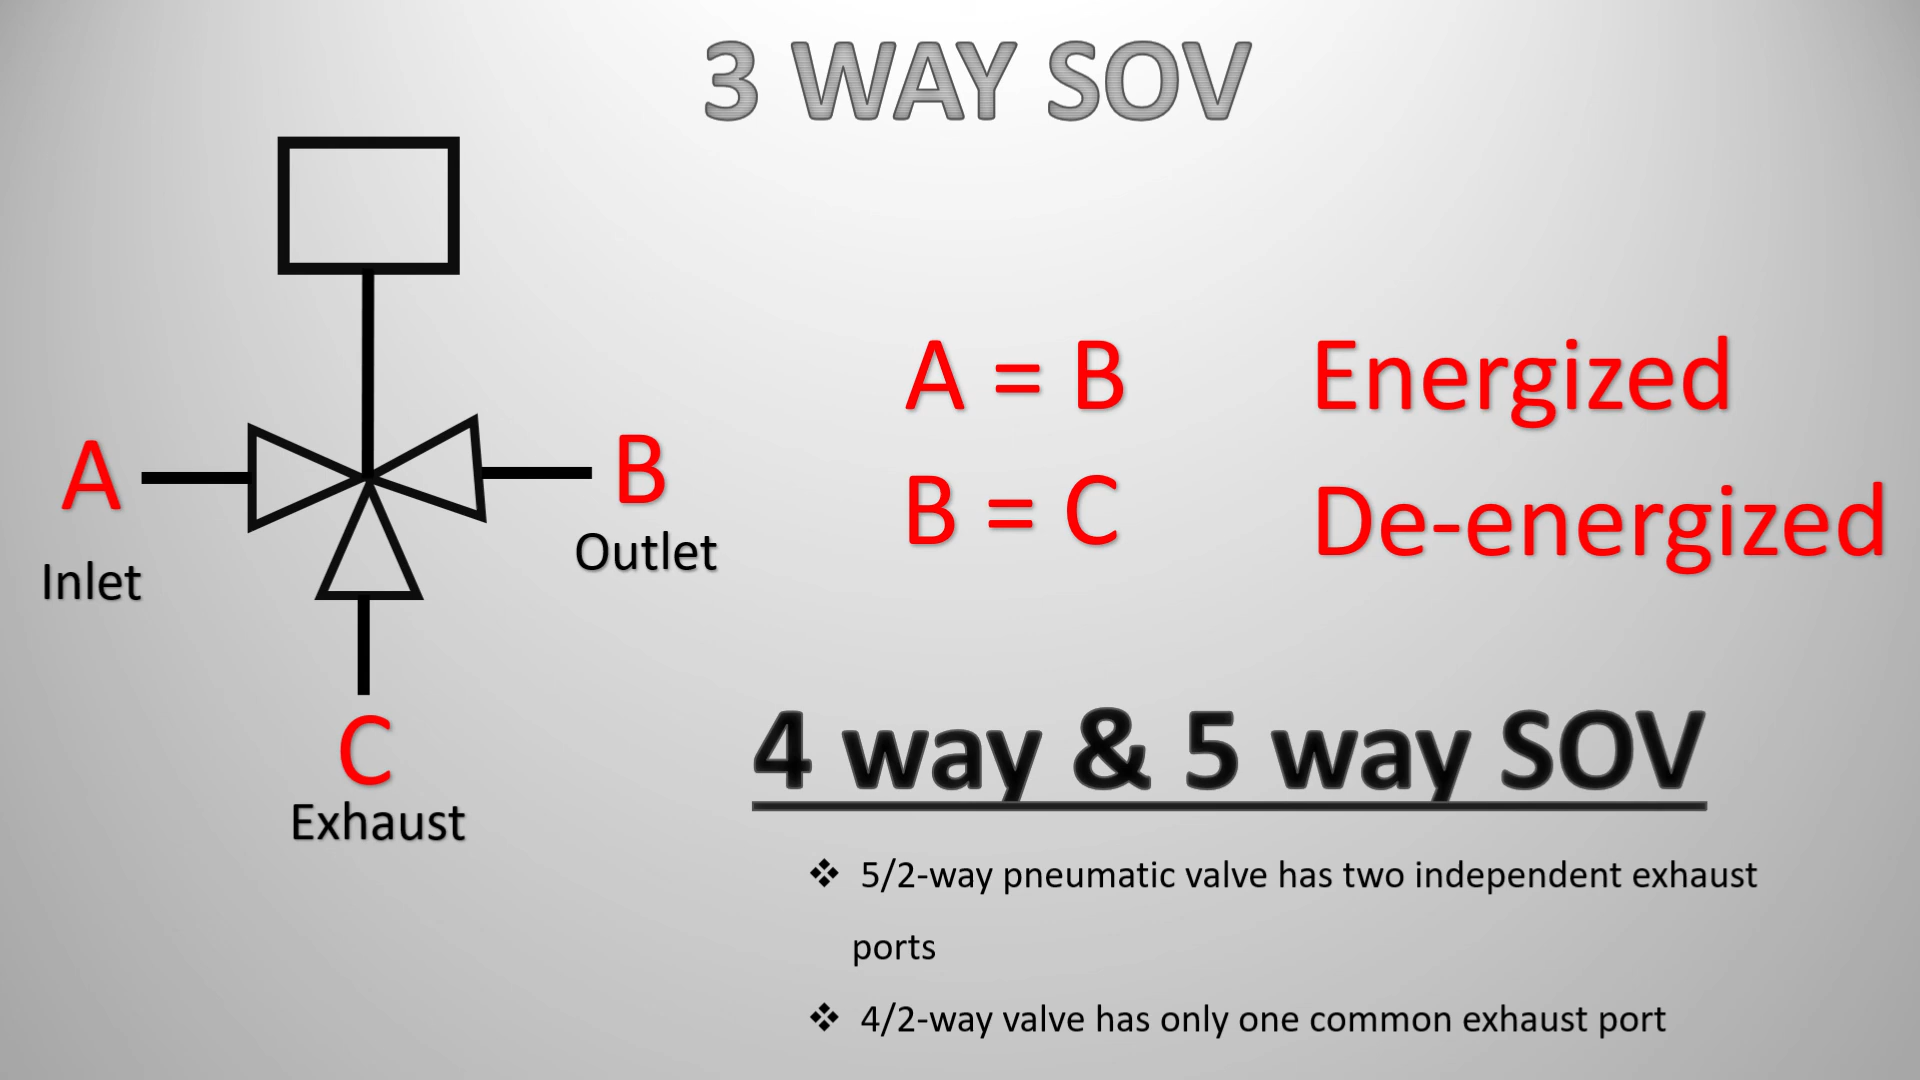 3 WAY SOV
A
Inlet
B
Outlet
C
Exhaust
A = B Energized
B = C De-energized
4 way & 5 way SOV
❖ 5/2-way pneumatic valve has two independent exhaust
ports
❖ 4/2-way valve has only one common exhaust port